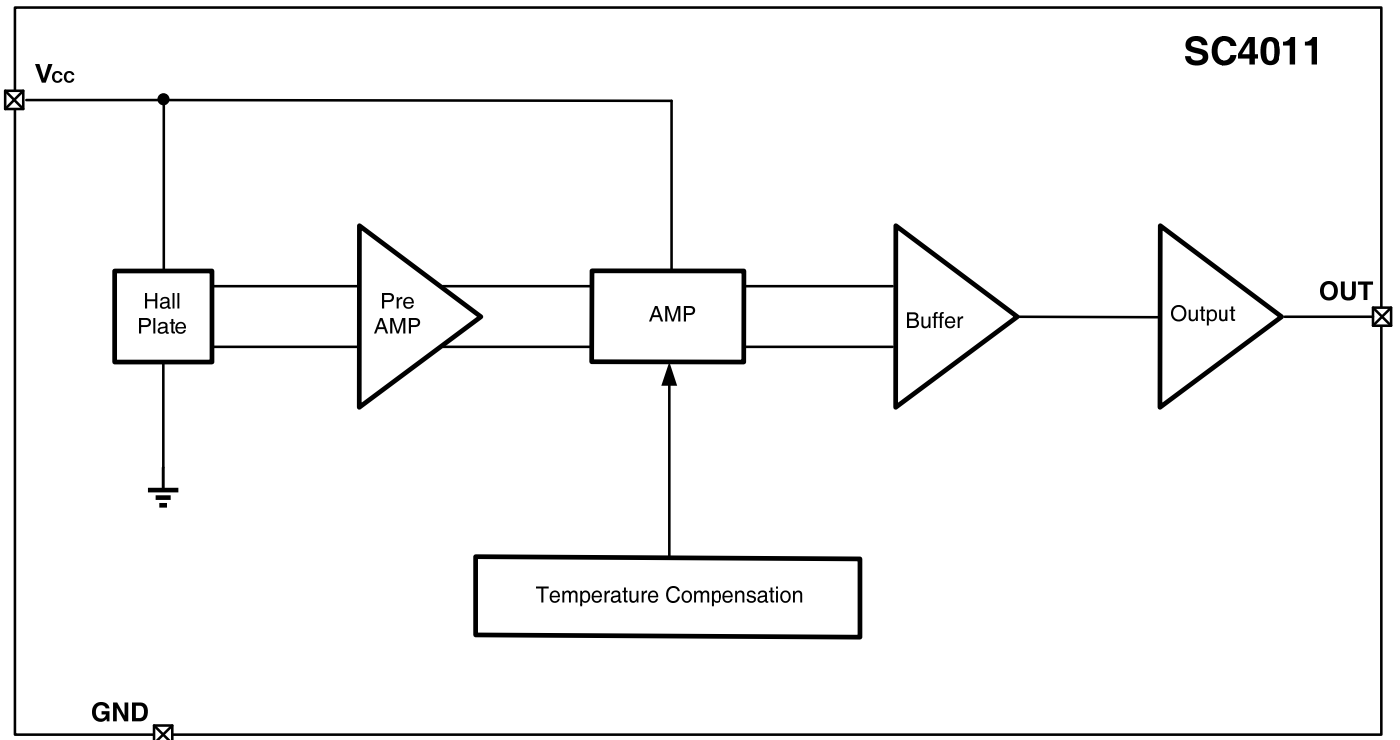 SC4011
Vcc
Hall
Plate
Pre
AMP
AMP
Buffer
Output
OUT
Temperature Compensation
GND